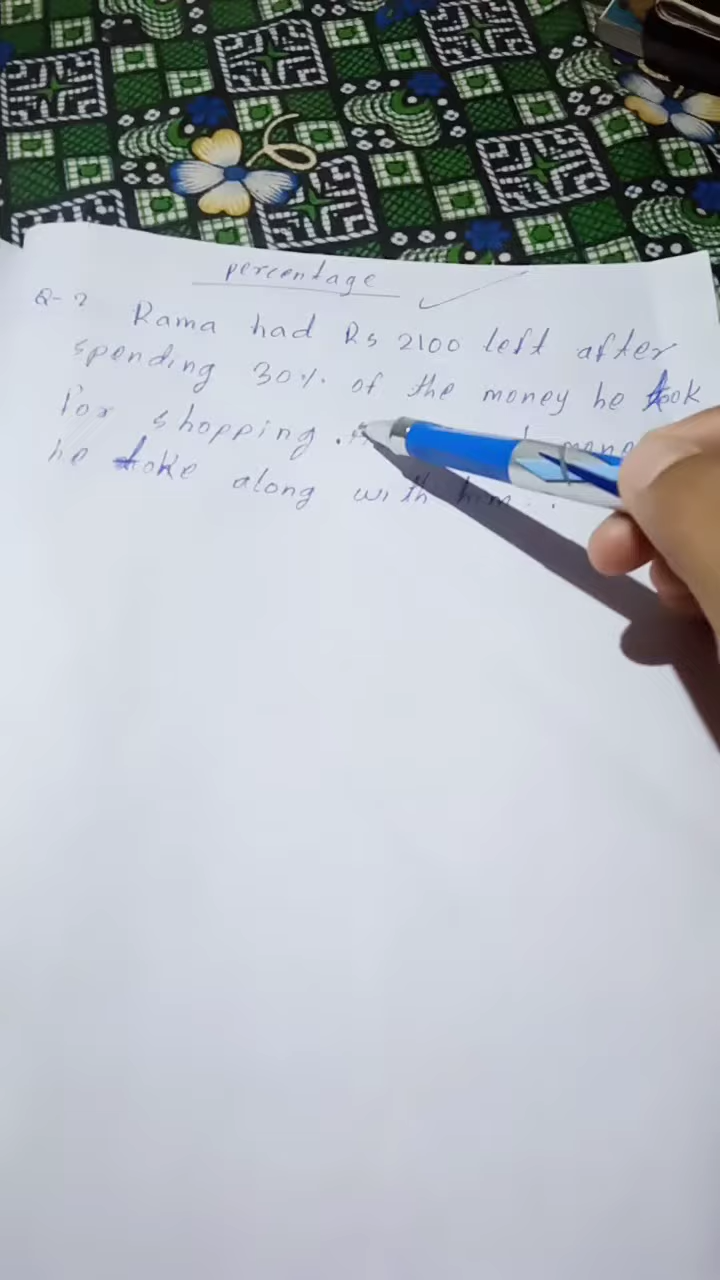 percentage
Q-2 Rama had Rs 2100 left after
spending 30% of the money he took
for shopping.
he toke along with him.